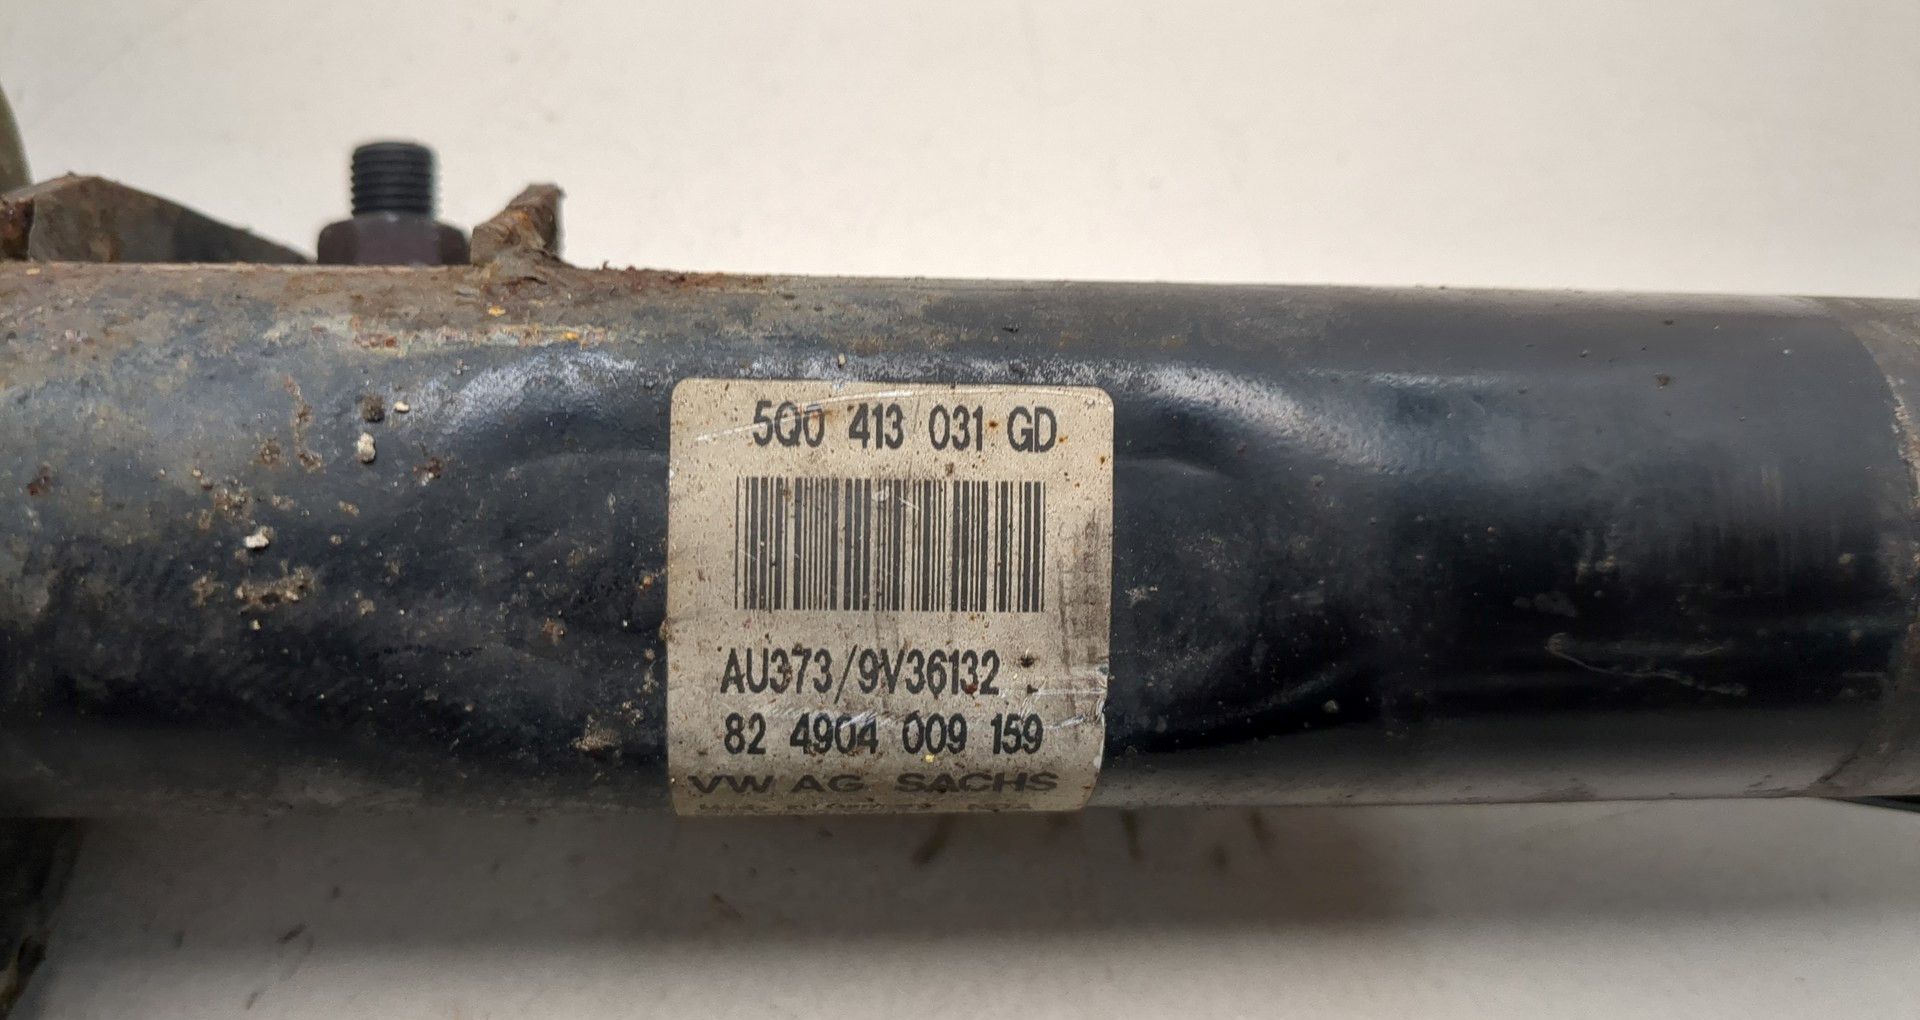 5Q0 413 031 GD
AU373/9V36132
82 4904 009 159
VW AG SACHS